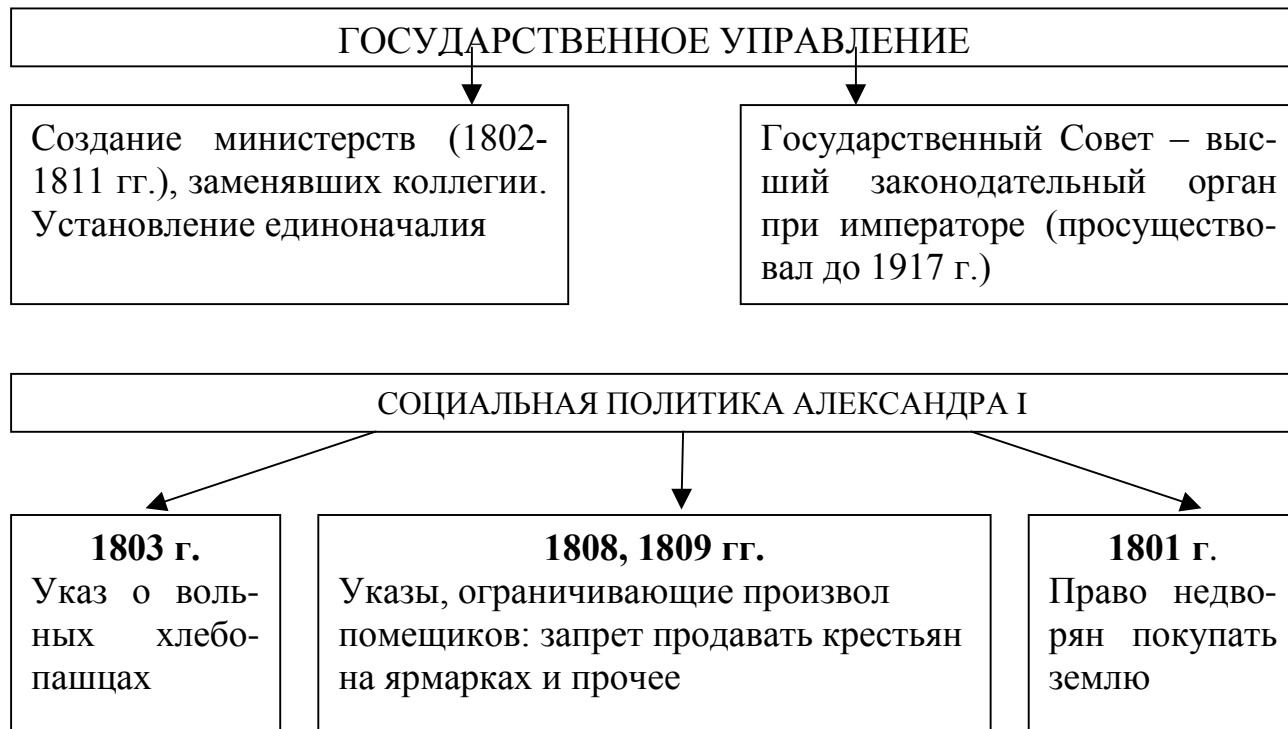 ГОСУДАРСТВЕННОЕ УПРАВЛЕНИЕ
Создание министерств (1802-
1811 гг.), заменявших коллегии.
Установление единоначалия
Государственный Совет – выс-
ший законодательный орган
при императоре (просущество-
вал до 1917 г.)
СОЦИАЛЬНАЯ ПОЛИТИКА АЛЕКСАНДРА I
1803 г.
Указ о воль-
ных хлебо-
пашцах
1808, 1809 гг.
Указы, ограничивающие произвол
помещиков: запрет продавать крестьян
на ярмарках и прочее
1801 г.
Право недво-
рян покупать
землю